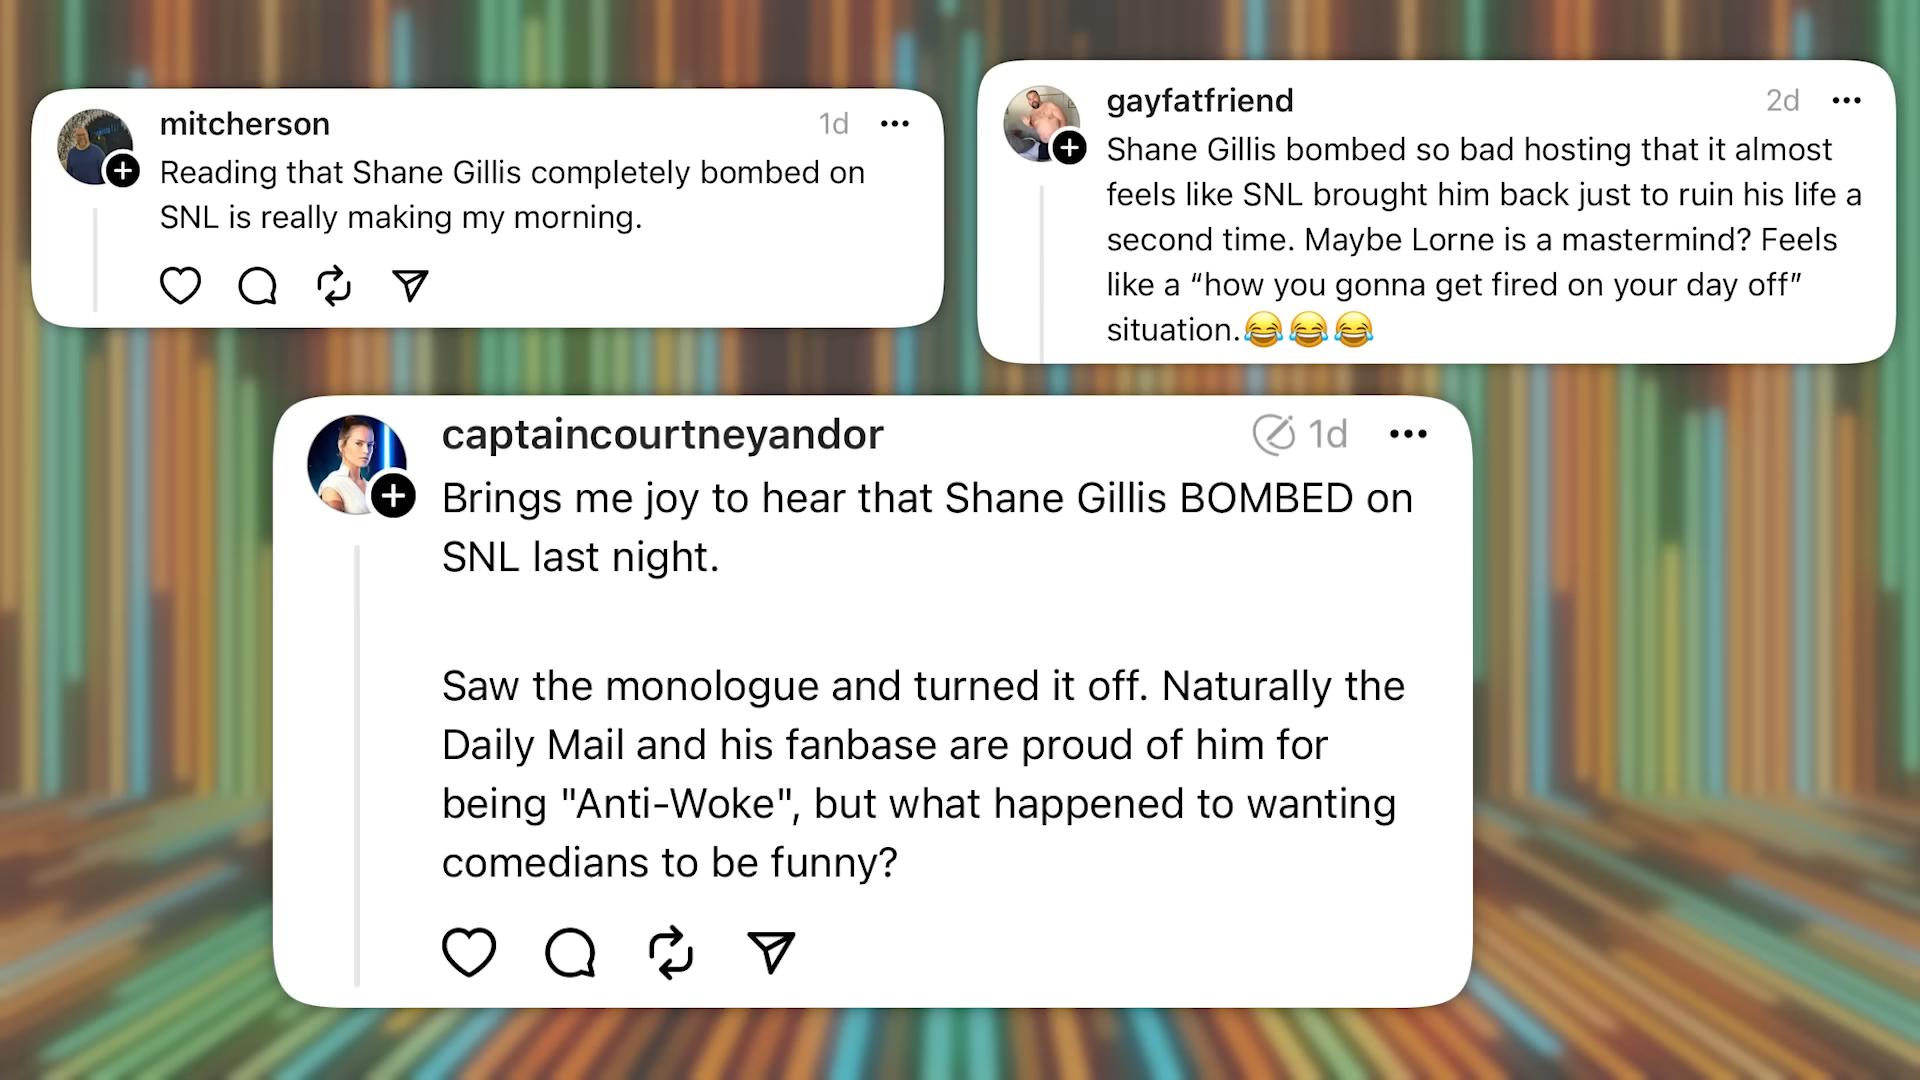 mitcherson 1d
Reading that Shane Gillis completely bombed on
SNL is really making my morning.
gayfatfriend 2d
Shane Gillis bombed so bad hosting that it almost
feels like SNL brought him back just to ruin his life a
second time. Maybe Lorne is a mastermind? Feels
like a “how you gonna get fired on your day off”
situation.😂😂😂
captaincourtneyandor 1d
Brings me joy to hear that Shane Gillis BOMBED on
SNL last night.
Saw the monologue and turned it off. Naturally the
Daily Mail and his fanbase are proud of him for
being "Anti-Woke", but what happened to wanting
comedians to be funny?